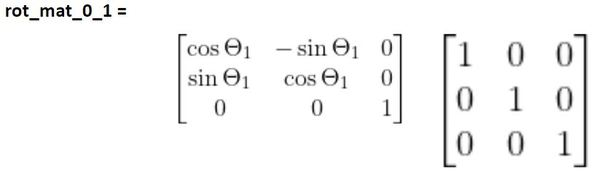 rot_mat_0_1 =
cos Θ₁ − sin Θ₁ 0 1 0 0
sin Θ₁ cos Θ₁ 0 0 1 0
0 0 1 0 0 1